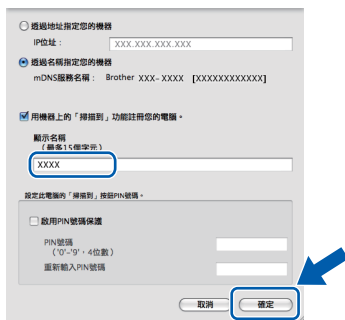 透過地址指定您的機器
IP位址： XXX.XXX.XXX.XXX
透過名稱指定您的機器
mDNS服務名稱： Brother XXX-XXXX [XXXXXXXXXXXX]
用機器上的「掃描到」功能註冊您的電腦。
顯示名稱
（最多15個字元）
XXXX
設定此電腦的「掃描到」按鈕PIN號碼。
啟用PIN號碼保護
PIN號碼
（'0'-'9'，4位數）
重新輸入PIN號碼
取消 確定